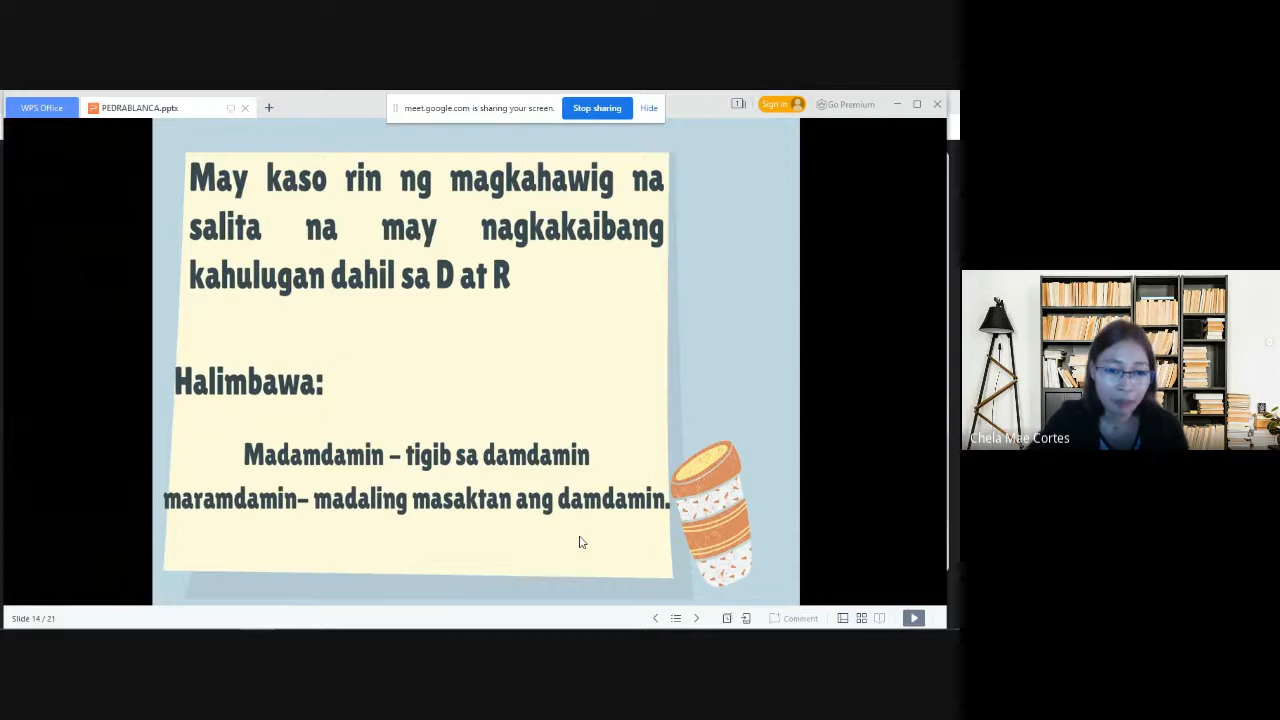 WPS Office
PEDRABLANCA.pptx
meet.google.com is sharing your screen.
Stop sharing
Hide
1
Sign in
Go Premium
May kaso rin ng magkahawig na
salita na may nagkakaibang
kahulugan dahil sa D at R
Halimbawa:
Madamdamin – tigib sa damdamin
maramdamin– madaling masaktan ang damdamin.
Chela Mae Cortes
Slide 14 / 21
Comment